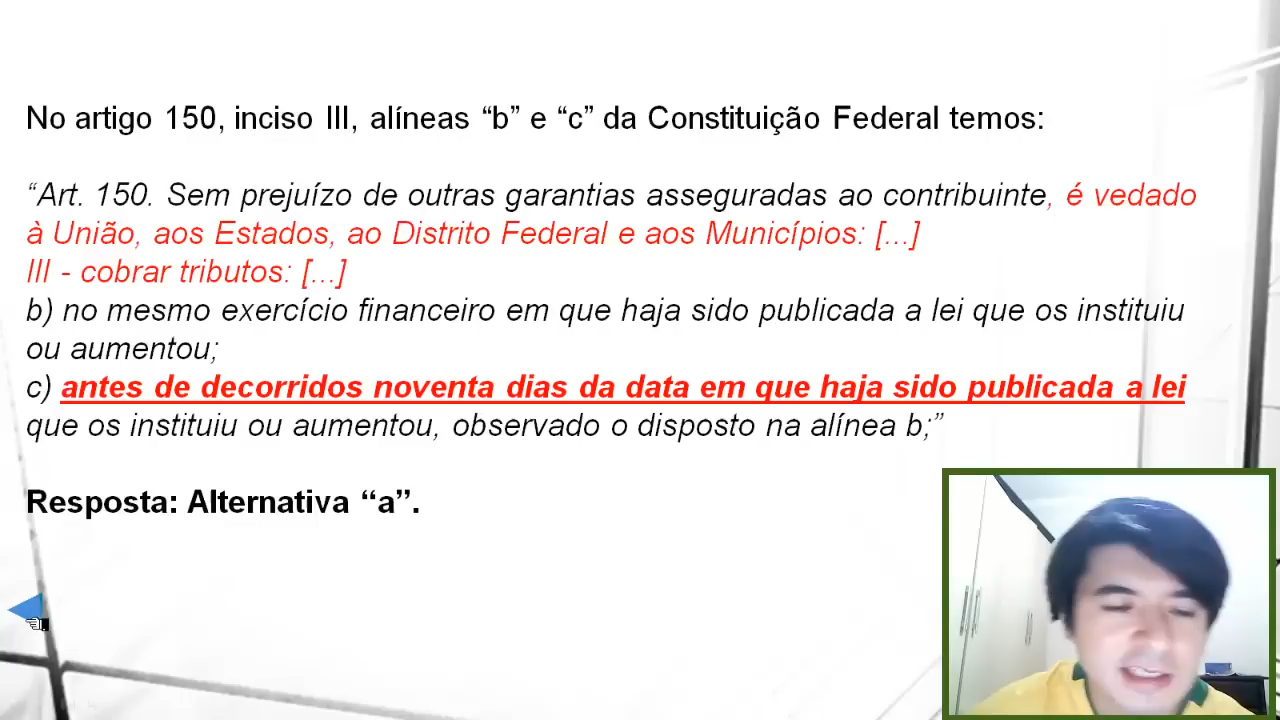 No artigo 150, inciso III, alíneas “b” e “c” da Constituição Federal temos:
“Art. 150. Sem prejuízo de outras garantias asseguradas ao contribuinte, é vedado
à União, aos Estados, ao Distrito Federal e aos Municípios: [...]
III - cobrar tributos: [...]
b) no mesmo exercício financeiro em que haja sido publicada a lei que os instituiu
ou aumentou;
c) antes de decorridos noventa dias da data em que haja sido publicada a lei
que os instituiu ou aumentou, observado o disposto na alínea b;”
Resposta: Alternativa “a”.